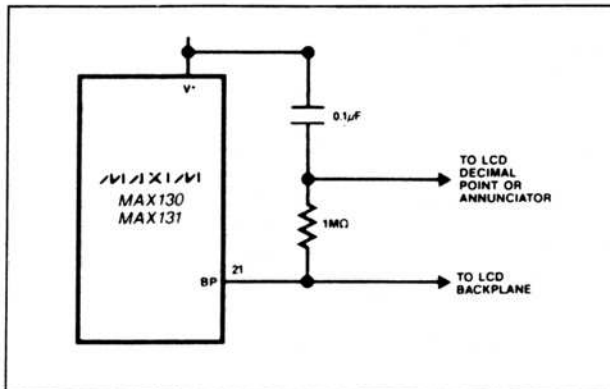 V+
0.1µF
MAXIM
MAX130
MAX131
TO LCD
DECIMAL
POINT OR
ANNUNCIATOR
1MΩ
BP
21
TO LCD
BACKPLANE